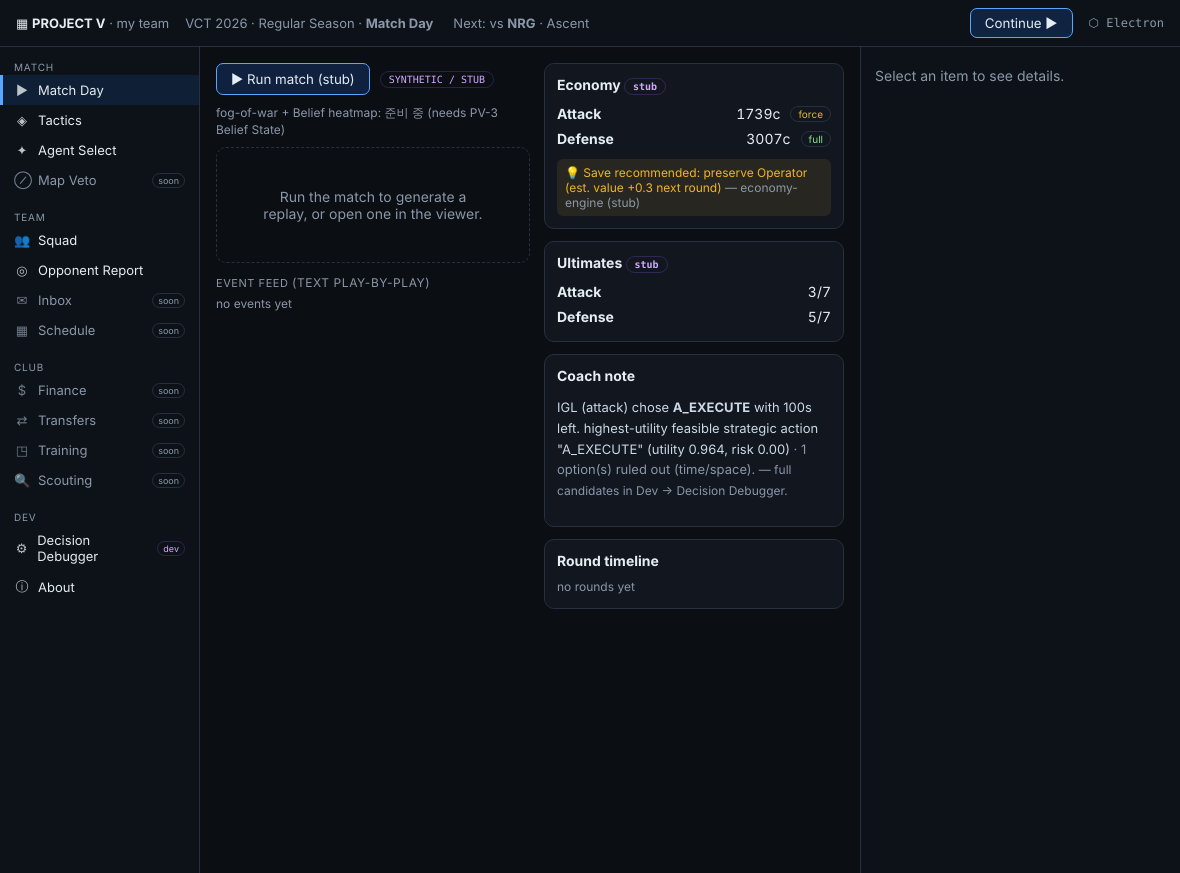 PROJECT V · my team VCT 2026 · Regular Season · Match Day Next: vs NRG · Ascent Continue ▶ Electron
MATCH
Match Day
Tactics
Agent Select
Map Veto soon
TEAM
Squad
Opponent Report
Inbox soon
Schedule soon
CLUB
$ Finance soon
Transfers soon
Training soon
Scouting soon
DEV
Decision
Debugger dev
About
▶ Run match (stub) SYNTHETIC / STUB
fog-of-war + Belief heatmap: 준비 중 (needs PV-3
Belief State)
Run the match to generate a
replay, or open one in the viewer.
EVENT FEED (TEXT PLAY-BY-PLAY)
no events yet
Economy stub
Attack 1739c force
Defense 3007c full
💡 Save recommended: preserve Operator
(est. value +0.3 next round) — economy-
engine (stub)
Ultimates stub
Attack 3/7
Defense 5/7
Coach note
IGL (attack) chose A_EXECUTE with 100s
left. highest-utility feasible strategic action
"A_EXECUTE" (utility 0.964, risk 0.00) · 1
option(s) ruled out (time/space). — full
candidates in Dev → Decision Debugger.
Round timeline
no rounds yet
Select an item to see details.